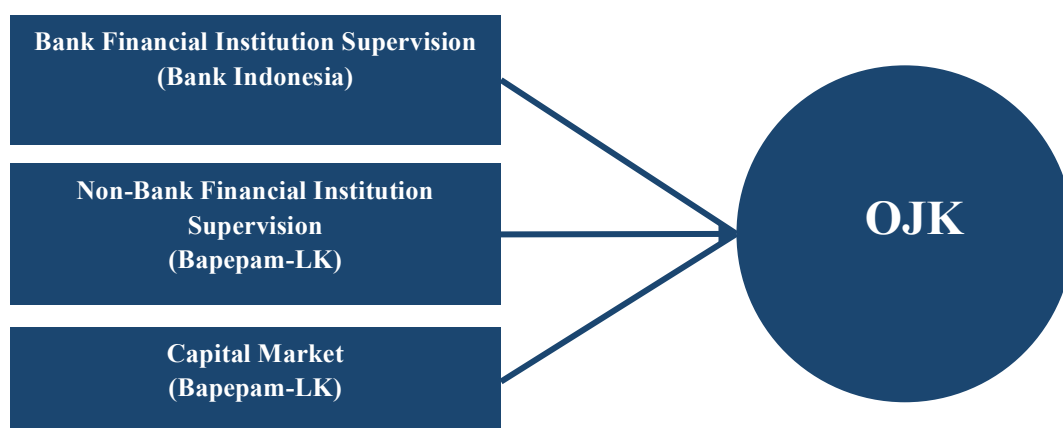 Bank Financial Institution Supervision
(Bank Indonesia)
Non-Bank Financial Institution
Supervision
(Bapepam-LK)
Capital Market
(Bapepam-LK)
OJK